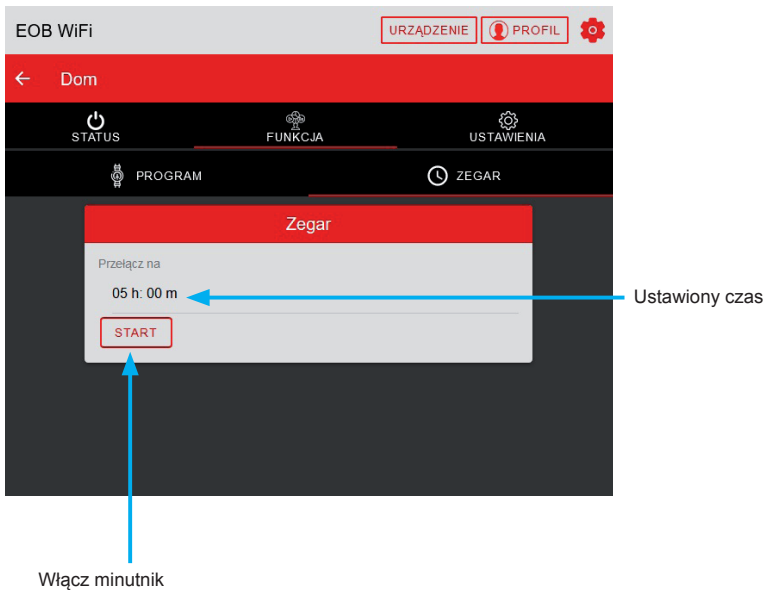 EOB WiFi
URZĄDZENIE
PROFIL
Dom
STATUS
FUNKCJA
USTAWIENIA
PROGRAM
ZEGAR
Zegar
Przełącz na
05 h: 00 m
Ustawiony czas
START
Włącz minutnik